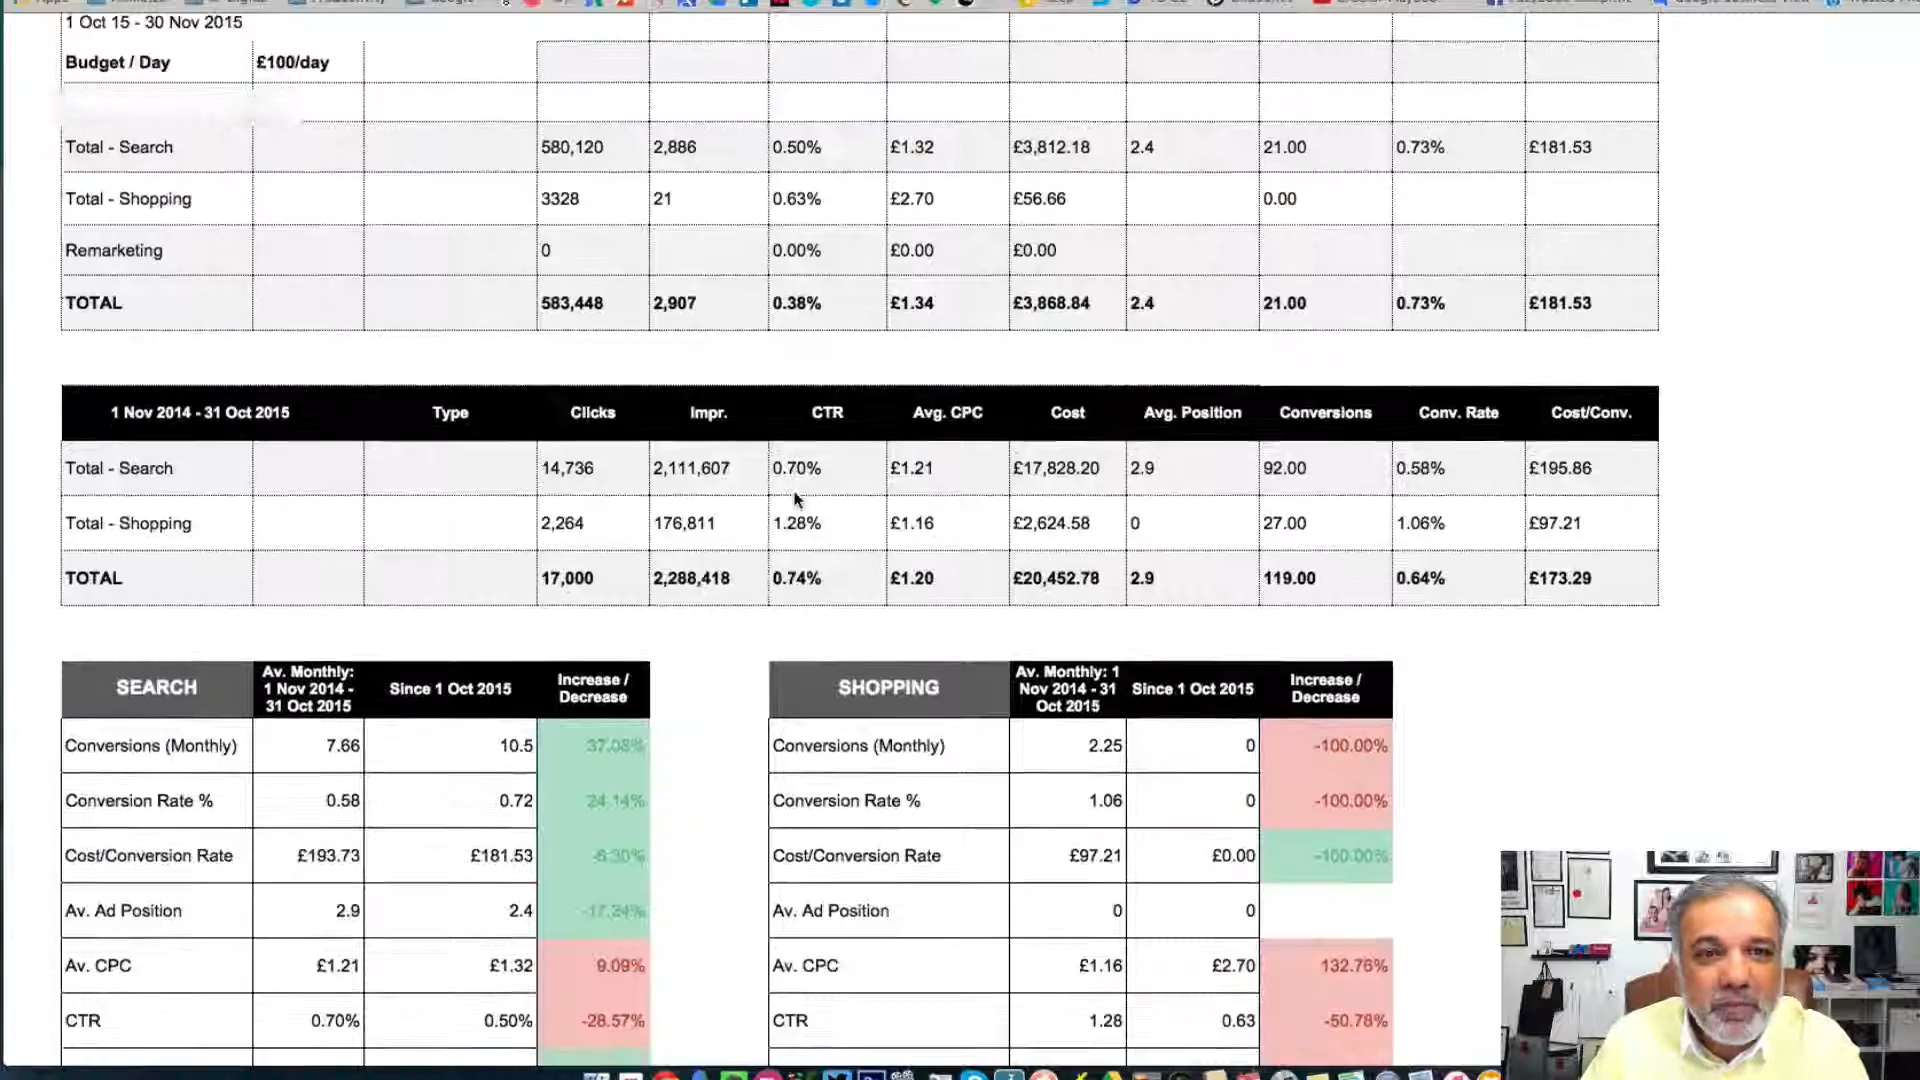 1 Oct 15 - 30 Nov 2015
Budget / Day £100/day
Total - Search 580,120 2,886 0.50% £1.32 £3,812.18 2.4 21.00 0.73% £181.53
Total - Shopping 3328 21 0.63% £2.70 £56.66 0.00
Remarketing 0 0.00% £0.00 £0.00
TOTAL 583,448 2,907 0.38% £1.34 £3,868.84 2.4 21.00 0.73% £181.53
1 Nov 2014 - 31 Oct 2015 Type Clicks Impr. CTR Avg. CPC Cost Avg. Position Conversions Conv. Rate Cost/Conv.
Total - Search 14,736 2,111,607 0.70% £1.21 £17,828.20 2.9 92.00 0.58% £195.86
Total - Shopping 2,264 176,811 1.28% £1.16 £2,624.58 0 27.00 1.06% £97.21
TOTAL 17,000 2,288,418 0.74% £1.20 £20,452.78 2.9 119.00 0.64% £173.29
SEARCH Av. Monthly: 1 Nov 2014 - 31 Oct 2015 Since 1 Oct 2015 Increase / Decrease
Conversions (Monthly) 7.66 10.5 37.08%
Conversion Rate % 0.58 0.72 24.14%
Cost/Conversion Rate £193.73 £181.53 -6.30%
Av. Ad Position 2.9 2.4 -17.24%
Av. CPC £1.21 £1.32 9.09%
CTR 0.70% 0.50% -28.57%
SHOPPING Av. Monthly: 1 Nov 2014 - 31 Oct 2015 Since 1 Oct 2015 Increase / Decrease
Conversions (Monthly) 2.25 0 -100.00%
Conversion Rate % 1.06 0 -100.00%
Cost/Conversion Rate £97.21 £0.00 -100.00%
Av. Ad Position 0 0
Av. CPC £1.16 £2.70 132.76%
CTR 1.28 0.63 -50.78%